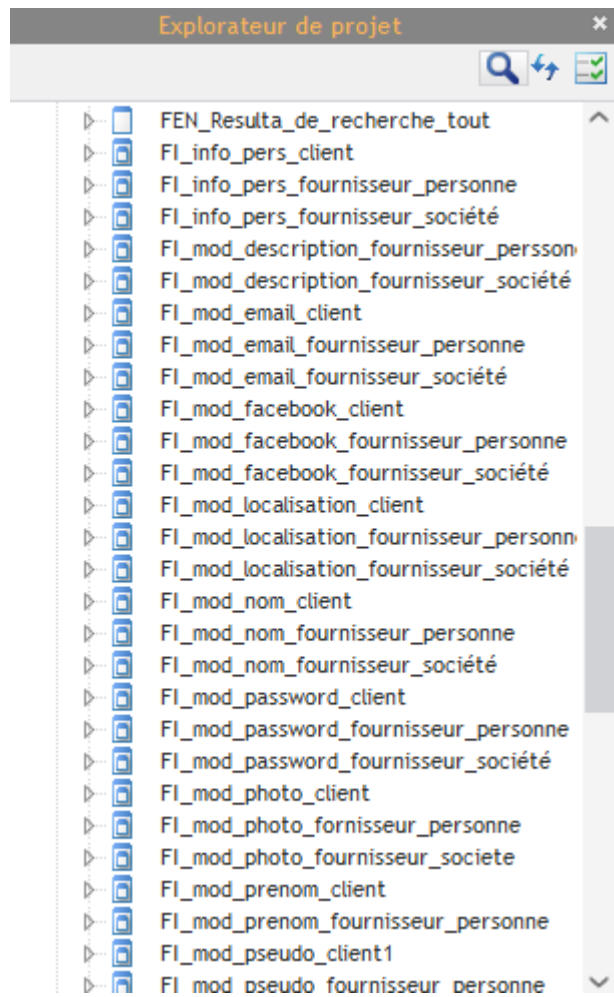 Explorateur de projet
FEN_Resulta_de_recherche_tout
FI_info_pers_client
FI_info_pers_fournisseur_personne
FI_info_pers_fournisseur_société
FI_mod_description_fournisseur_persson
FI_mod_description_fournisseur_société
FI_mod_email_client
FI_mod_email_fournisseur_personne
FI_mod_email_fournisseur_société
FI_mod_facebook_client
FI_mod_facebook_fournisseur_personne
FI_mod_facebook_fournisseur_société
FI_mod_localisation_client
FI_mod_localisation_fournisseur_personn
FI_mod_localisation_fournisseur_société
FI_mod_nom_client
FI_mod_nom_fournisseur_personne
FI_mod_nom_fournisseur_société
FI_mod_password_client
FI_mod_password_fournisseur_personne
FI_mod_password_fournisseur_société
FI_mod_photo_client
FI_mod_photo_fornisseur_personne
FI_mod_photo_fournisseur_societe
FI_mod_prenom_client
FI_mod_prenom_fournisseur_personne
FI_mod_pseudo_client1
FI_mod_pseudo_fournisseur_personne